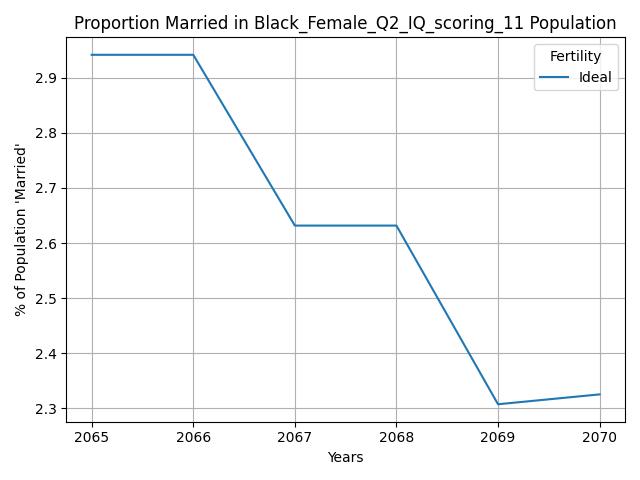 Proportion Married in Black_Female_Q2_IQ_scoring_11 Population
Fertility
Ideal
% of Population 'Married'
2.9
2.8
2.7
2.6
2.5
2.4
2.3
2065 2066 2067 2068 2069 2070
Years